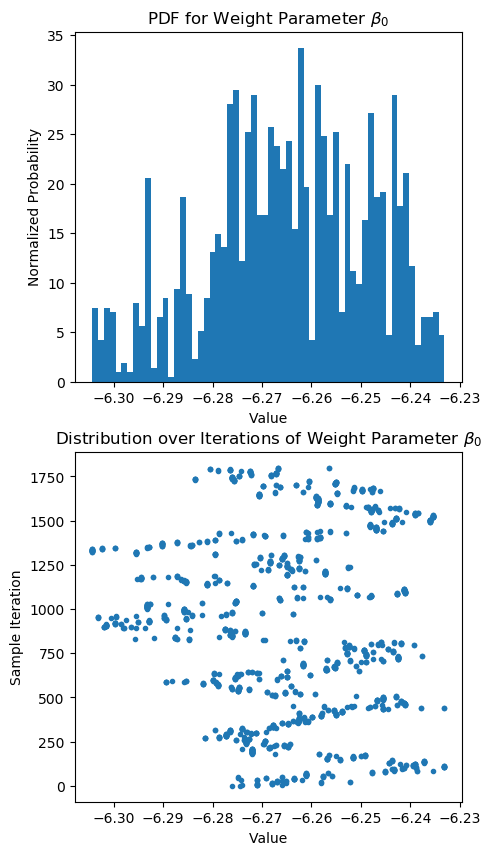 PDF for Weight Parameter β₀
35
30
25
20
15
10
5
0
Normalized Probability
−6.30 −6.29 −6.28 −6.27 −6.26 −6.25 −6.24 −6.23
Value
Distribution over Iterations of Weight Parameter β₀
1750
1500
1250
1000
750
500
250
0
Sample Iteration
−6.30 −6.29 −6.28 −6.27 −6.26 −6.25 −6.24 −6.23
Value